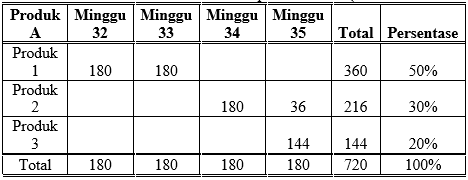 Produk A Minggu 32 Minggu 33 Minggu 34 Minggu 35 Total Persentase
Produk 1 180 180 360 50%
Produk 2 180 36 216 30%
Produk 3 144 144 20%
Total 180 180 180 180 720 100%